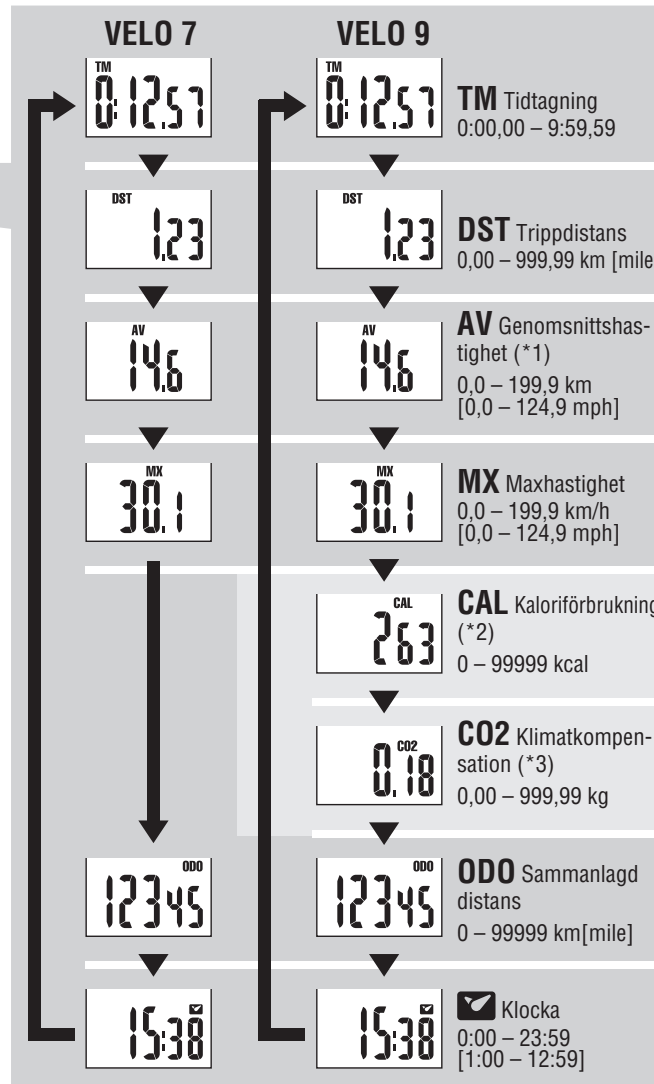 VELO 7 VELO 9
TM
0:12,57
TM
0:12,57
TM Tidtagning
0:00,00 – 9:59,59
DST
1,23
DST
1,23
DST Trippdistans
0,00 – 999,99 km [mile
AV
14,6
AV
14,6
AV Genomsnittshas-
tighet (*1)
0,0 – 199,9 km
[0,0 – 124,9 mph]
MX
30.1
MX
30.1
MX Maxhastighet
0,0 – 199,9 km/h
[0,0 – 124,9 mph]
CAL
263
CAL Kaloriförbrukning
(*2)
0 – 99999 kcal
CO2
0.18
CO2 Klimatkompen-
sation (*3)
0,00 – 999,99 kg
ODO
12345
ODO
12345
ODO Sammanlagd
distans
0 – 99999 km[mile]
15:38
15:38
Klocka
0:00 – 23:59
[1:00 – 12:59]